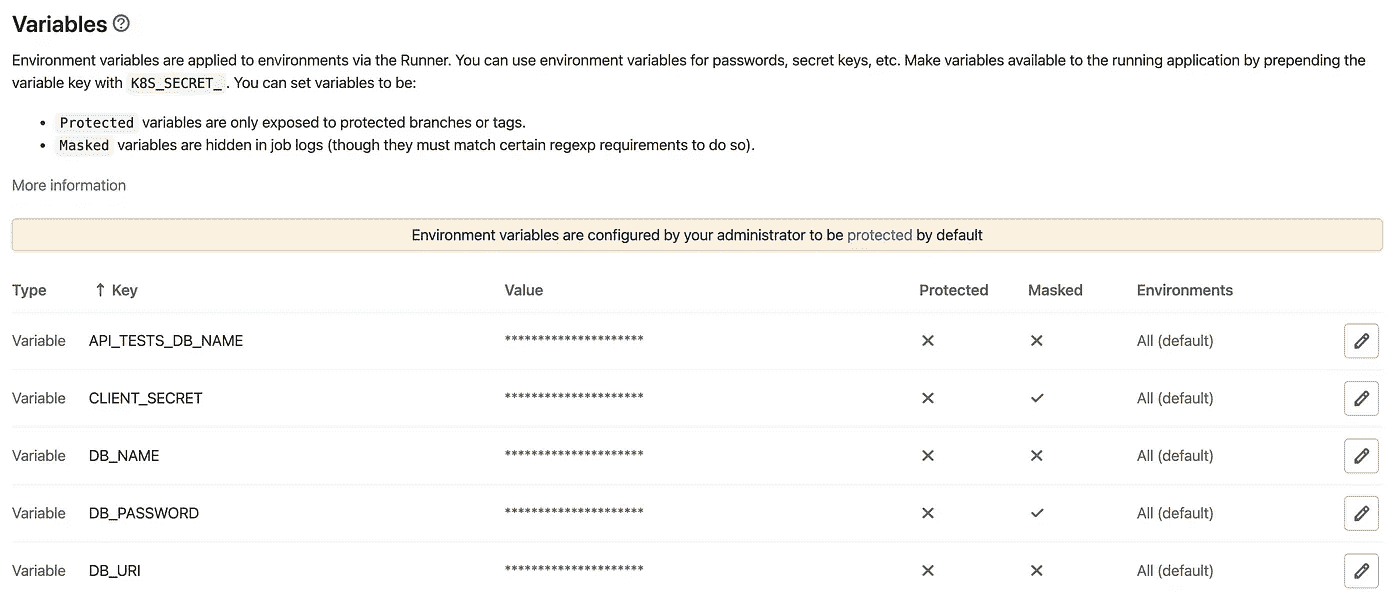 Variables
Environment variables are applied to environments via the Runner. You can use environment variables for passwords, secret keys, etc. Make variables available to the running application by prepending the
variable key with K8S_SECRET_ . You can set variables to be:
• Protected variables are only exposed to protected branches or tags.
• Masked variables are hidden in job logs (though they must match certain regexp requirements to do so).
More information
Environment variables are configured by your administrator to be protected by default
Type ↑ Key Value Protected Masked Environments
Variable API_TESTS_DB_NAME ********************* ✕ ✕ All (default)
Variable CLIENT_SECRET ********************* ✕ ✓ All (default)
Variable DB_NAME ********************* ✕ ✕ All (default)
Variable DB_PASSWORD ********************* ✕ ✓ All (default)
Variable DB_URI ********************* ✕ ✕ All (default)